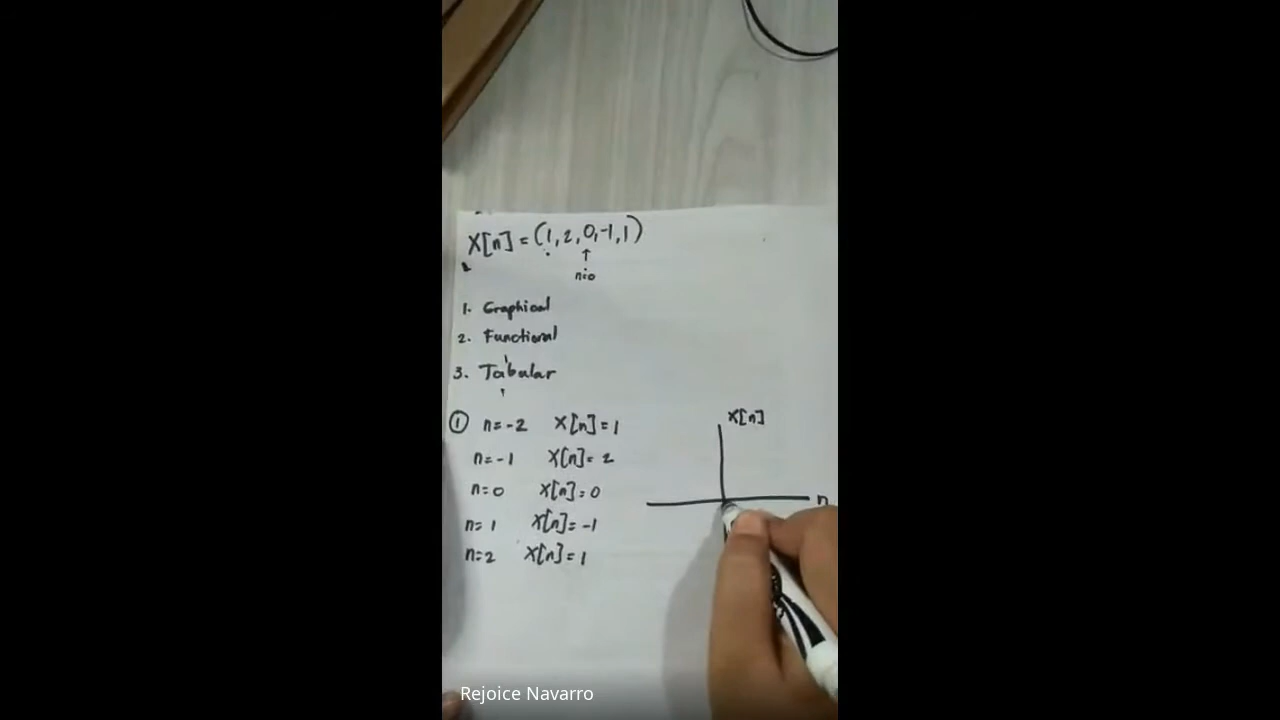 X[n] = (1, 2, 0, -1, 1)
↑
n=0
1. Graphical
2. Functional
3. Tabular
① n=-2 X[n] = 1
n=-1 X[n]= 2
n=0 X[n]=0
n=1 X[n]=-1
n=2 X[n]=1
X[n]
n
Rejoice Navarro